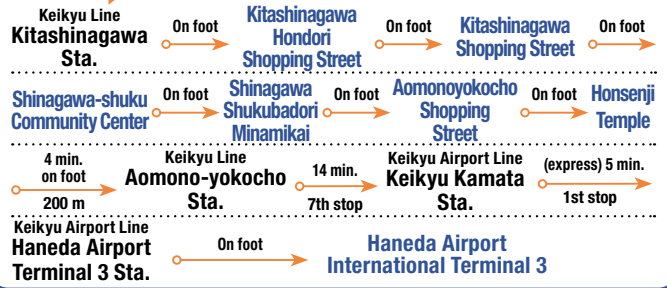 Keikyu Line
Kitashinagawa
Sta.
On foot
Kitashinagawa
Hondori
Shopping Street
On foot
Kitashinagawa
Shopping Street
On foot
Shinagawa-shuku
Community Center
On foot
Shinagawa
Shukubadori
Minamikai
On foot
Aomonoyokocho
Shopping
Street
On foot
Honsenji
Temple
4 min.
on foot
200 m
Keikyu Line
Aomono-yokocho
Sta.
14 min.
7th stop
Keikyu Airport Line
Keikyu Kamata
Sta.
(express) 5 min.
1st stop
Keikyu Airport Line
Haneda Airport
Terminal 3 Sta.
On foot
Haneda Airport
International Terminal 3